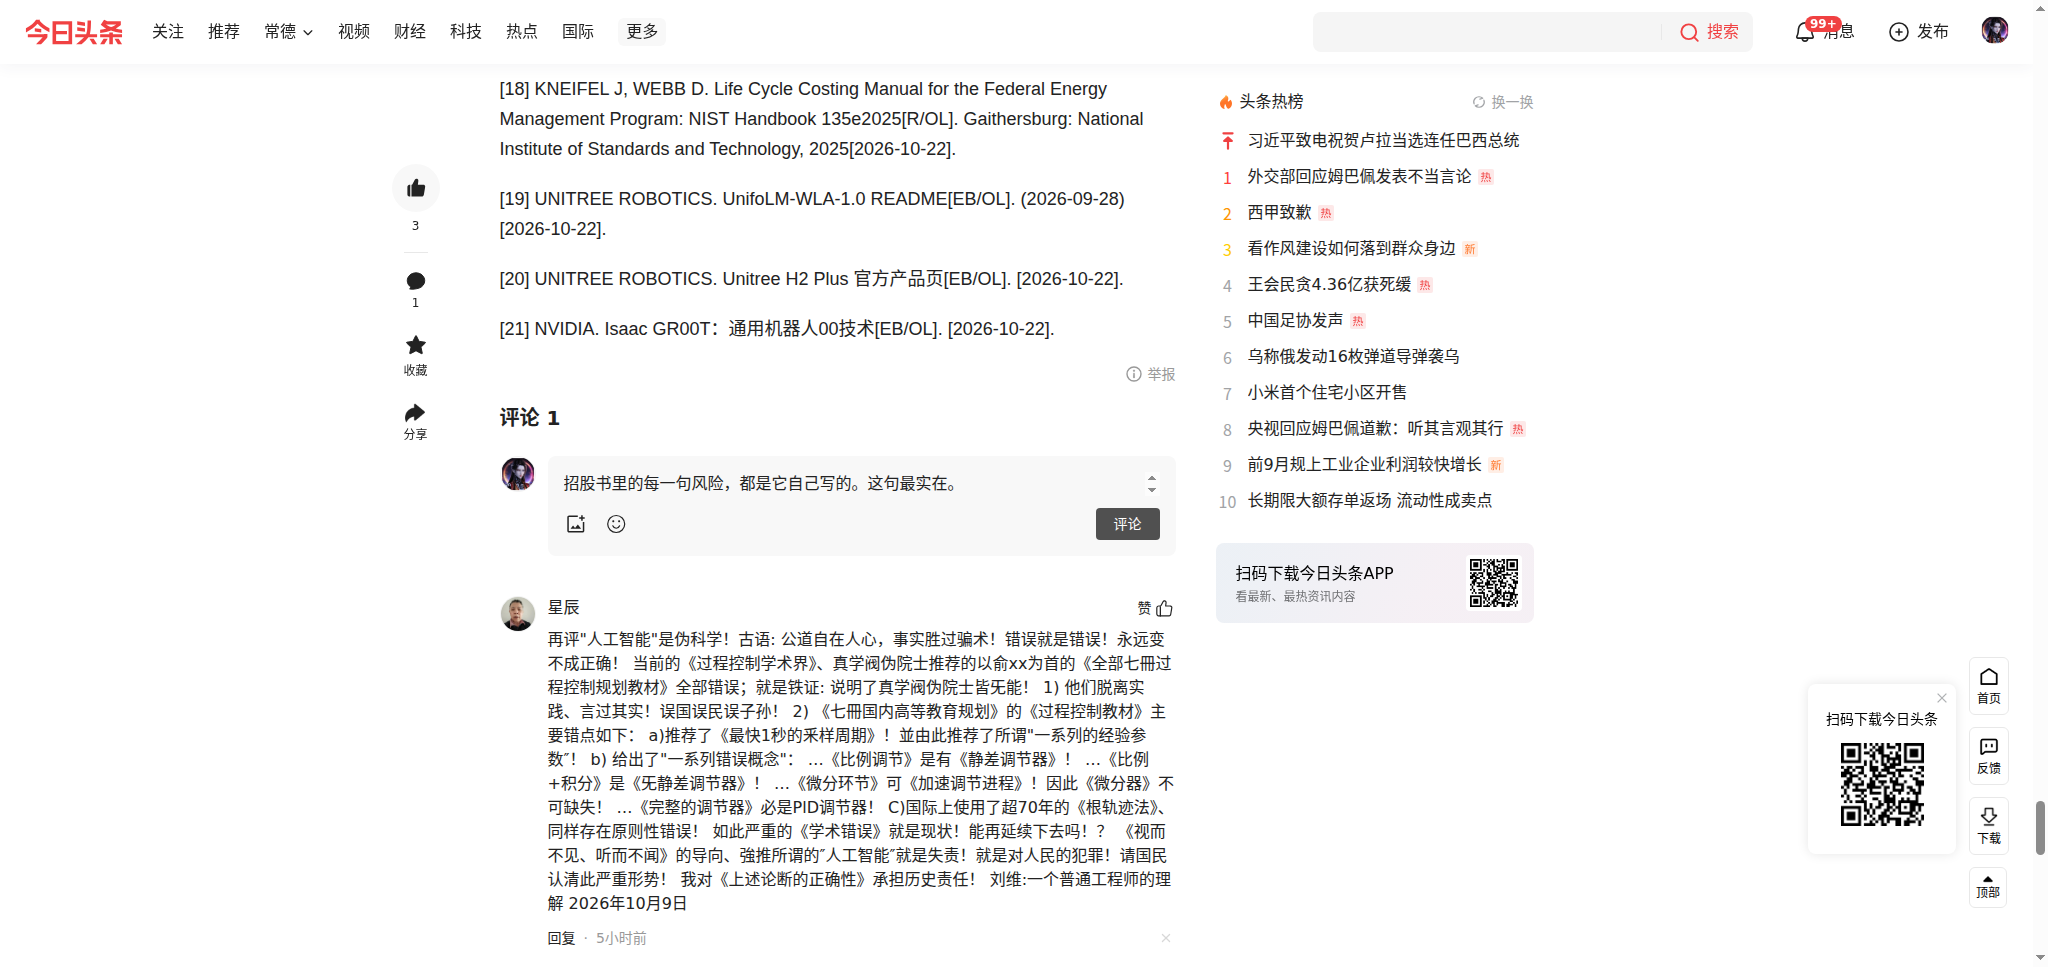 今日头条
关注 推荐 常德 视频 财经 科技 热点 国际 更多
搜索
99+
消息
发布
[18] KNEIFEL J, WEBB D. Life Cycle Costing Manual for the Federal Energy
Management Program: NIST Handbook 135e2025[R/OL]. Gaithersburg: National
Institute of Standards and Technology, 2025[2026-10-22].
[19] UNITREE ROBOTICS. UnifoLM-WLA-1.0 README[EB/OL]. (2026-09-28)
[2026-10-22].
[20] UNITREE ROBOTICS. Unitree H2 Plus 官方产品页[EB/OL]. [2026-10-22].
[21] NVIDIA. Isaac GR00T：通用机器人00技术[EB/OL]. [2026-10-22].
3
1
收藏
分享
举报
评论 1
招股书里的每一句风险，都是它自己写的。这句最实在。
评论
星辰
赞
再评"人工智能"是伪科学！古语: 公道自在人心，事实胜过骗术！错误就是错误！永远变
不成正确！ 当前的《过程控制学术界》、真学阀伪院士推荐的以俞xx为首的《全部七冊过
程控制规划教材》全部错误；就是铁证: 说明了真学阀伪院士皆旡能！ 1) 他们脱离实
践、言过其实！误国误民误子孙！ 2) 《七冊国内高等教育规划》的《过程控制教材》主
要错点如下： a)推荐了《最快1秒的釆样周期》！並由此推荐了所谓"一系列的经验参
数″！ b) 给出了"一系列错误概念"： …《比例调节》是有《静差调节器》！ …《比例
+积分》是《旡静差调节器》！ …《微分环节》可《加速调节进程》！因此《微分器》不
可缺失！ …《完整的调节器》必是PlD调节器！ C)国际上使用了超70年的《根轨迹法》、
同样存在原则性错误！ 如此严重的《学术错误》就是现状！能再延续下去吗！？ 《视而
不见、听而不闻》的导向、強推所谓的″人工智能″就是失责！就是对人民的犯罪！请国民
认清此严重形势！ 我对《上述论断的正确性》承担历史责任！ 刘维:一个普通工程师的理
解 2026年10月9日
回复 · 5小时前
头条热榜
换一换
习近平致电祝贺卢拉当选连任巴西总统
1 外交部回应姆巴佩发表不当言论 热
2 西甲致歉 热
3 看作风建设如何落到群众身边 新
4 王会民贪4.36亿获死缓 热
5 中国足协发声 热
6 乌称俄发动16枚弹道导弹袭乌
7 小米首个住宅小区开售
8 央视回应姆巴佩道歉：听其言观其行 热
9 前9月规上工业企业利润较快增长 新
10 长期限大额存单返场 流动性成卖点
扫码下载今日头条APP
看最新、最热资讯内容
扫码下载今日头条
首页
反馈
下载
顶部